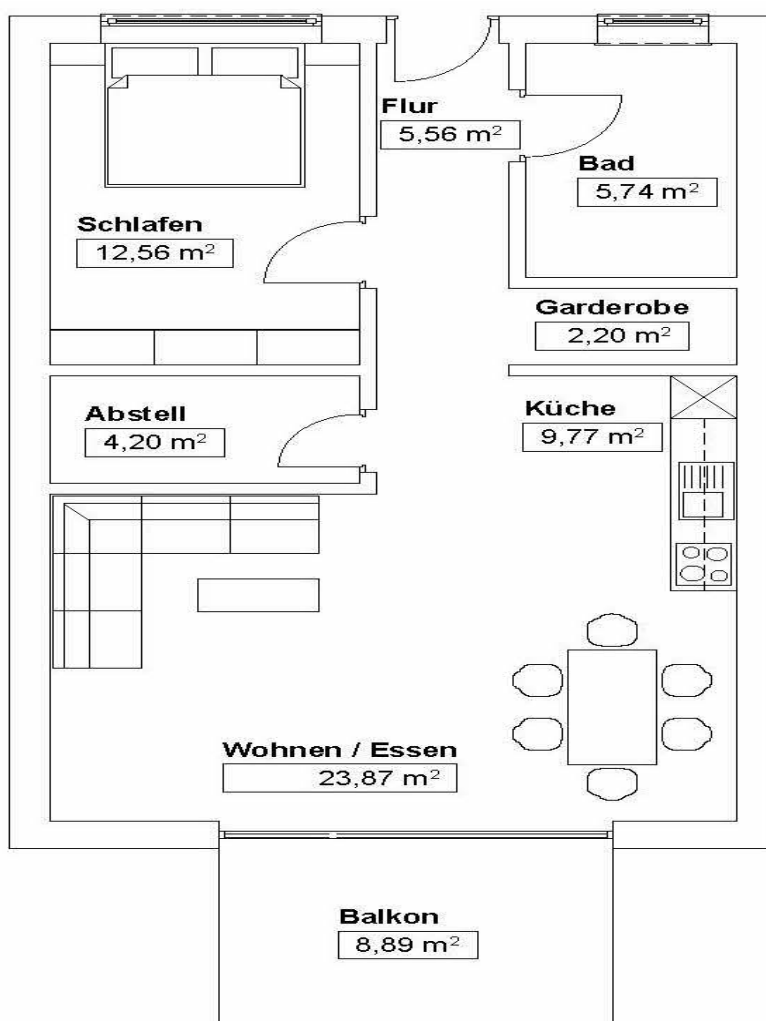 Flur
5,56 m²
Bad
5,74 m²
Schlafen
12,56 m²
Garderobe
2,20 m²
Abstell
4,20 m²
Küche
9,77 m²
Wohnen / Essen
23,87 m²
Balkon
8,89 m²